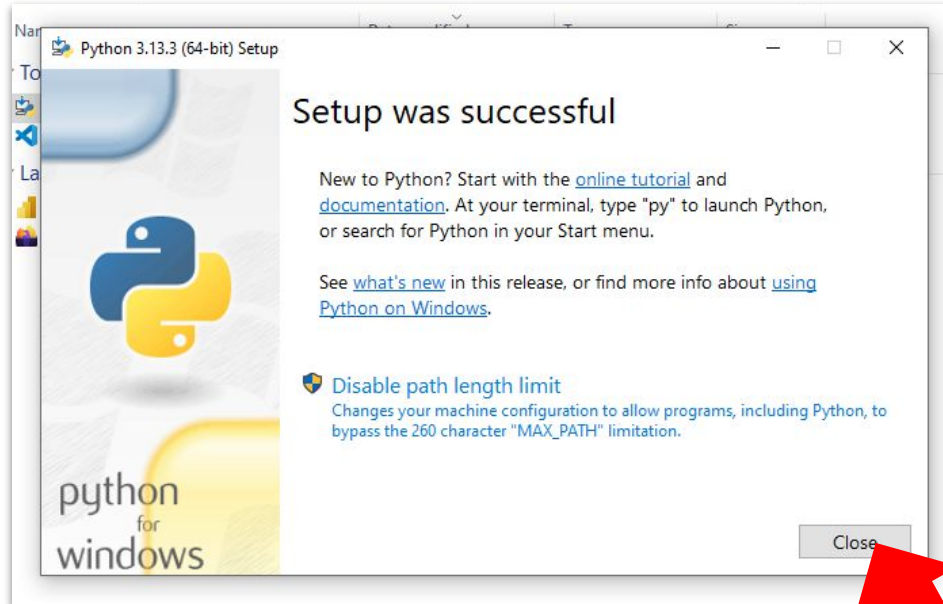 Nar
Python 3.13.3 (64-bit) Setup
To
La
Setup was successful
New to Python? Start with the online tutorial and
documentation. At your terminal, type "py" to launch Python,
or search for Python in your Start menu.
See what's new in this release, or find more info about using
Python on Windows.
Disable path length limit
Changes your machine configuration to allow programs, including Python, to
bypass the 260 character "MAX_PATH" limitation.
python
for
windows
Close